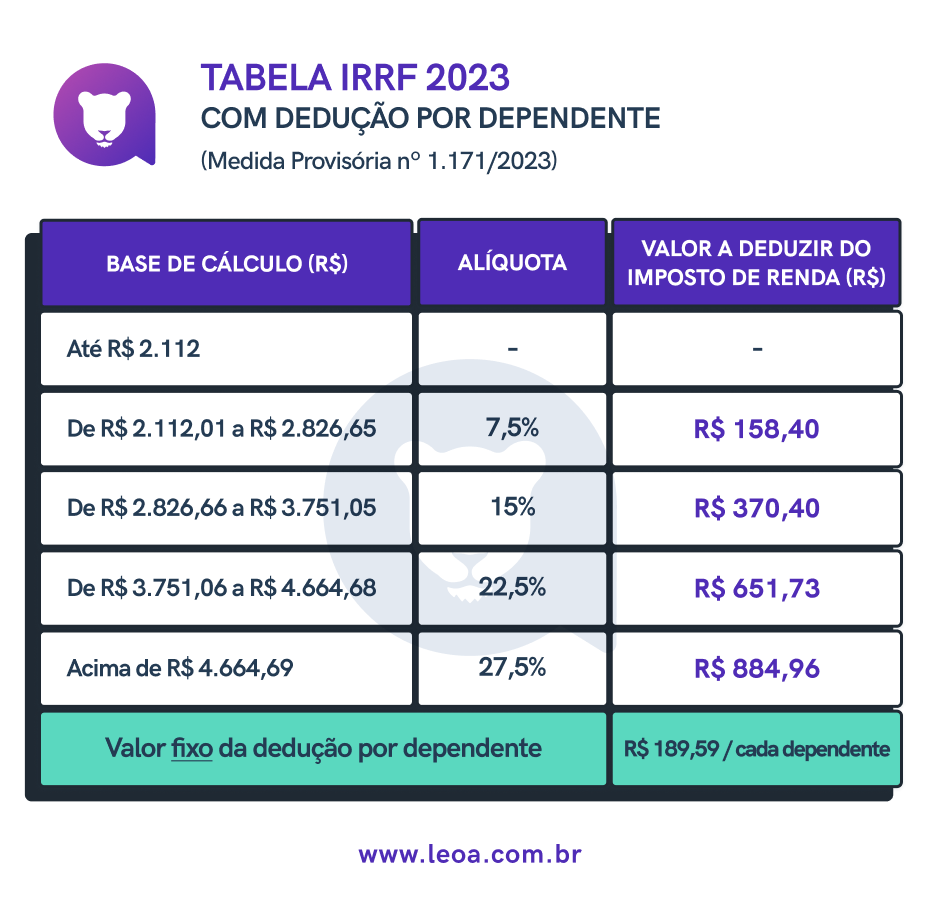 TABELA IRRF 2023
COM DEDUÇÃO POR DEPENDENTE
(Medida Provisória nº 1.171/2023)
BASE DE CÁLCULO (R$) ALÍQUOTA VALOR A DEDUZIR DO
IMPOSTO DE RENDA (R$)
Até R$ 2.112 - -
De R$ 2.112,01 a R$ 2.826,65 7,5% R$ 158,40
De R$ 2.826,66 a R$ 3.751,05 15% R$ 370,40
De R$ 3.751,06 a R$ 4.664,68 22,5% R$ 651,73
Acima de R$ 4.664,69 27,5% R$ 884,96
Valor fixo da dedução por dependente R$ 189,59 / cada dependente
www.leoa.com.br